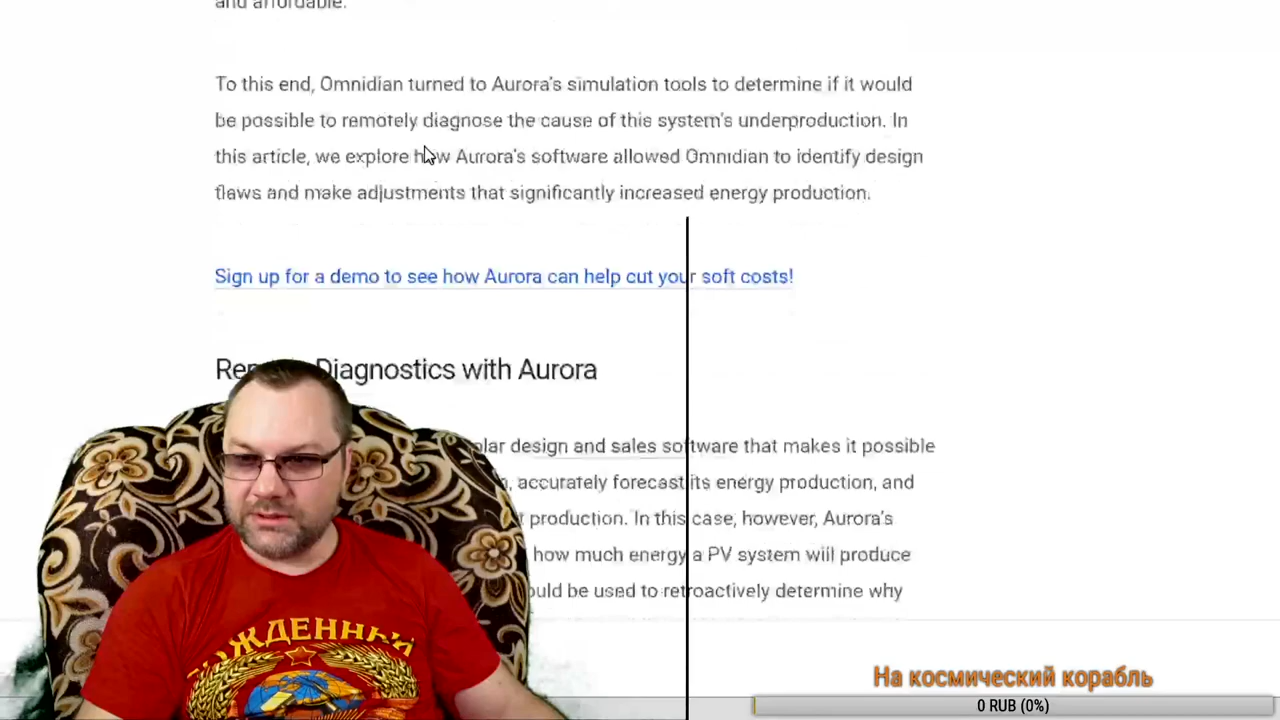 and affordable.
To this end, Omnidian turned to Aurora's simulation tools to determine if it would
be possible to remotely diagnose the cause of this system's underproduction. In
this article, we explore how Aurora's software allowed Omnidian to identify design
flaws and make adjustments that significantly increased energy production.
Sign up for a demo to see how Aurora can help cut your soft costs!
Diagnostics with Aurora
design and sales software that makes it possible
accurately forecast its energy production, and
production. In this case, however, Aurora's
how much energy a PV system will produce
be used to retroactively determine why
На космический корабль
0 RUB (0%)